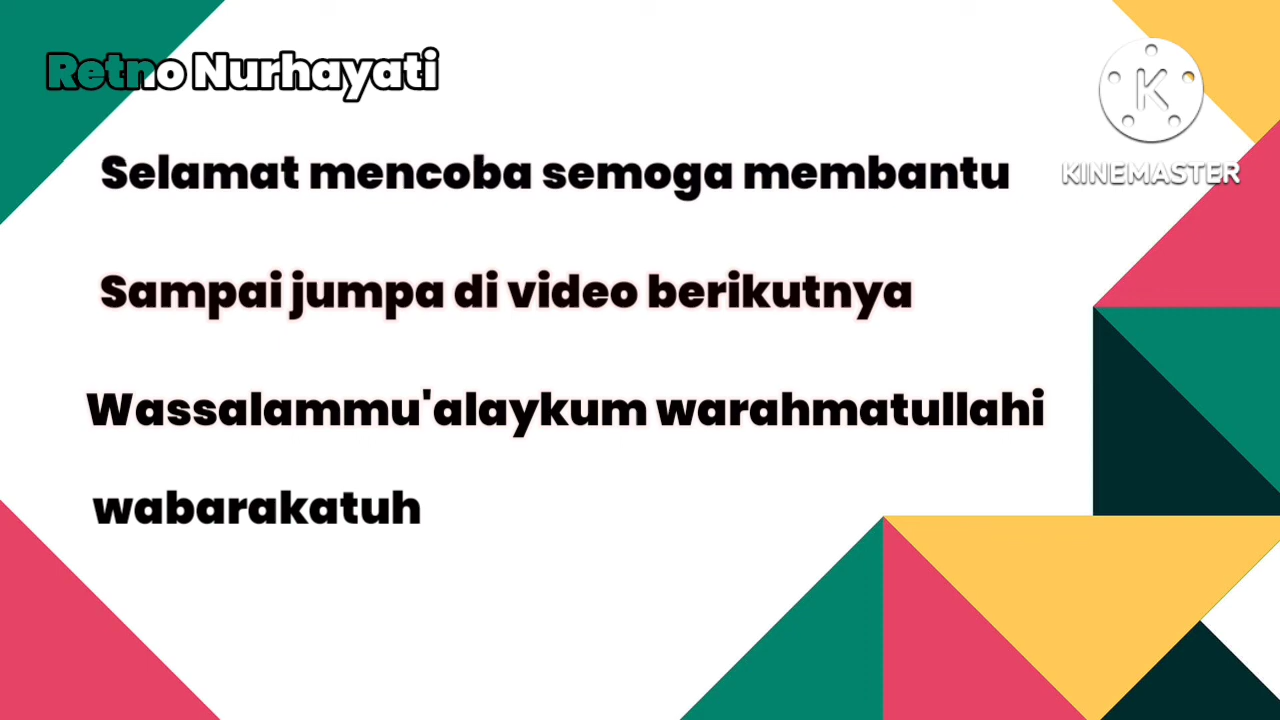 Retno Nurhayati
KINEMASTER
Selamat mencoba semoga membantu
Sampai jumpa di video berikutnya
Wassalammu'alaykum warahmatullahi
wabarakatuh